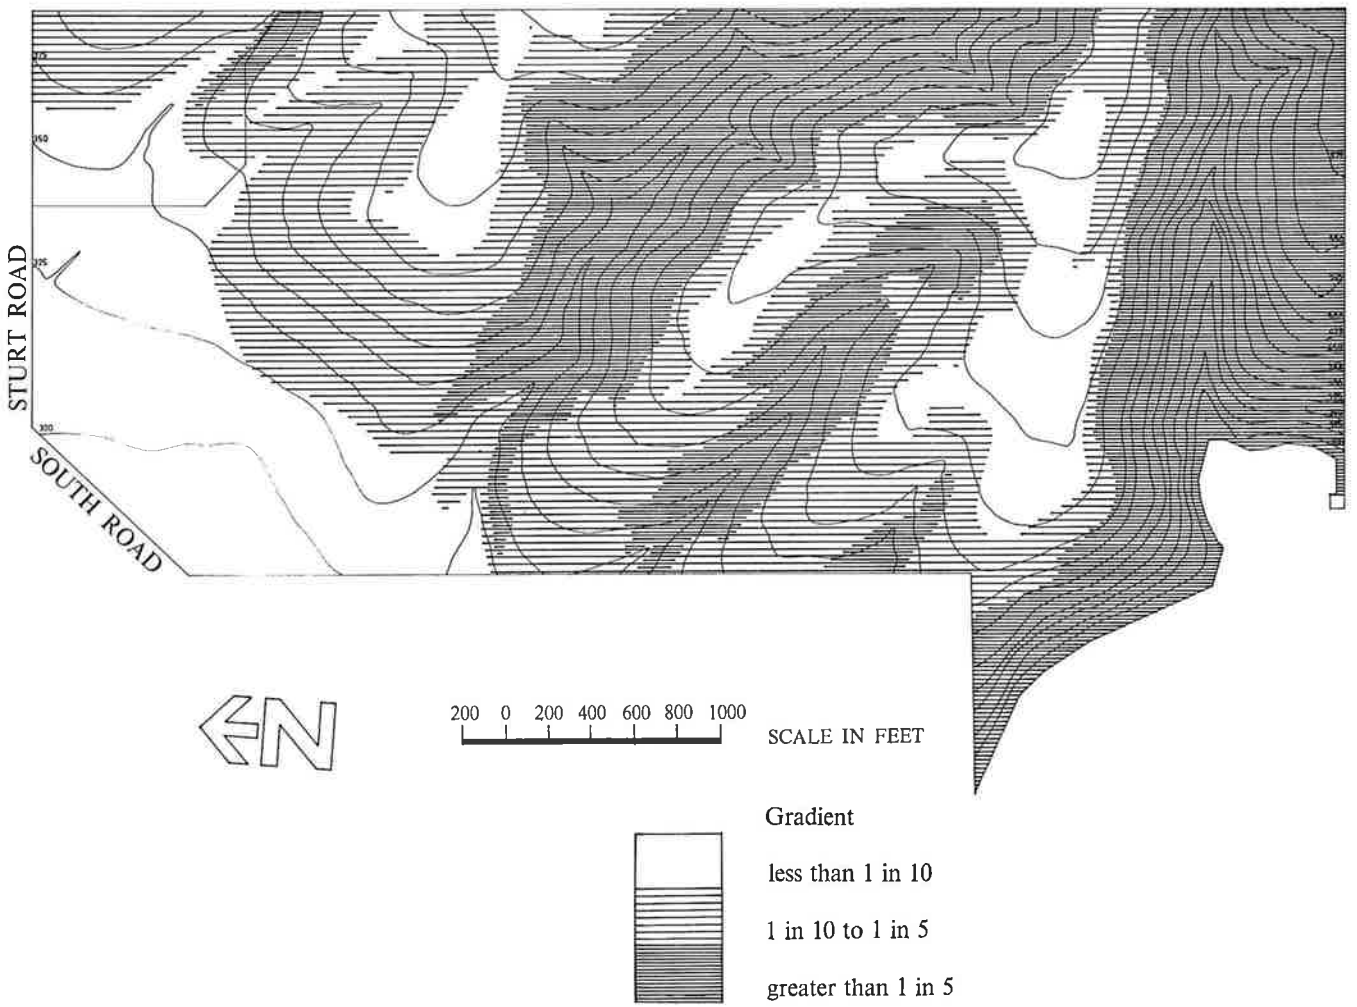 STURT ROAD
SOUTH ROAD
N
200 0 200 400 600 800 1000
SCALE IN FEET
Gradient
less than 1 in 10
1 in 10 to 1 in 5
greater than 1 in 5